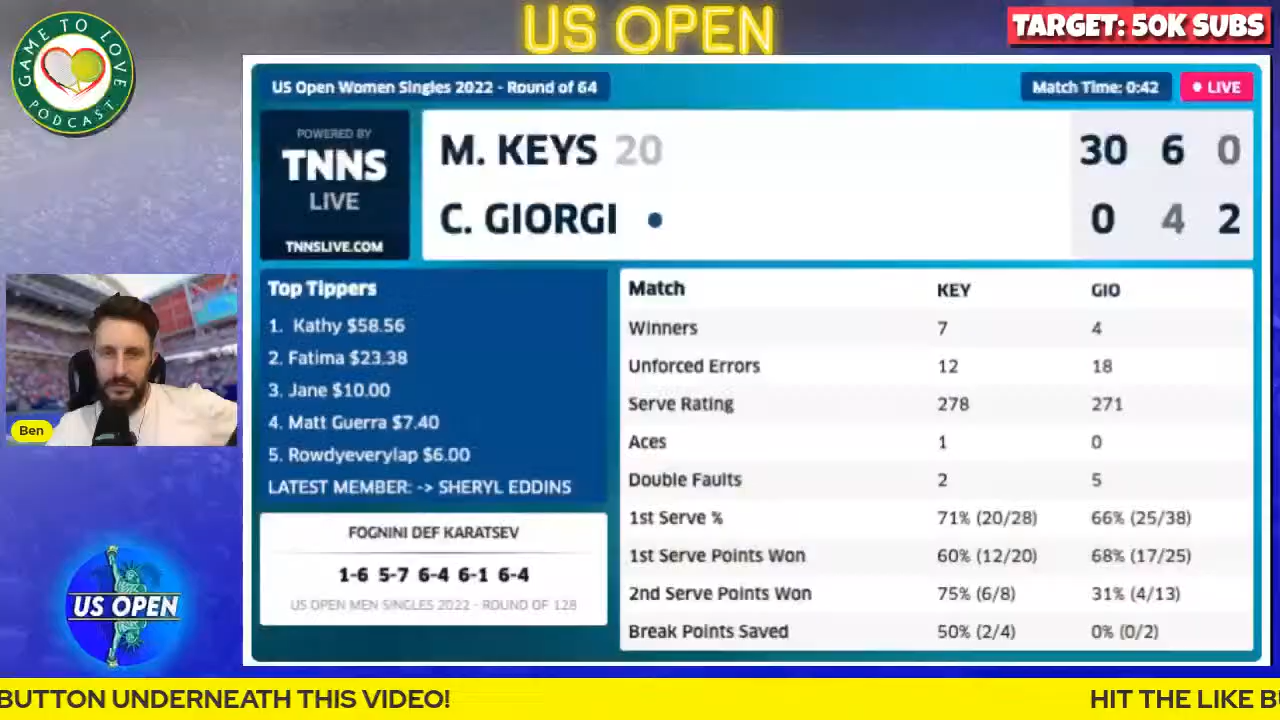 US OPEN
TARGET: 50K SUBS
GAME TO LOVE
PODCAST.
US Open Women Singles 2022 - Round of 64
Match Time: 0:42
LIVE
POWERED BY
TNNS
LIVE
TNNSLIVE.COM
M. KEYS 20 30 6 0
C. GIORGI 0 4 2
Top Tippers
1. Kathy $58.56
2. Fatima $23.38
3. Jane $10.00
4. Matt Guerra $7.40
5. Rowdyeverylap $6.00
LATEST MEMBER: -> SHERYL EDDINS
FOGNINI DEF KARATSEV
1-6 5-7 6-4 6-1 6-4
US OPEN MEN SINGLES 2022 - ROUND OF 128
Match KEY GIO
Winners 7 4
Unforced Errors 12 18
Serve Rating 278 271
Aces 1 0
Double Faults 2 5
1st Serve % 71% (20/28) 66% (25/38)
1st Serve Points Won 60% (12/20) 68% (17/25)
2nd Serve Points Won 75% (6/8) 31% (4/13)
Break Points Saved 50% (2/4) 0% (0/2)
Ben
US OPEN
BUTTON UNDERNEATH THIS VIDEO! HIT THE LIKE B